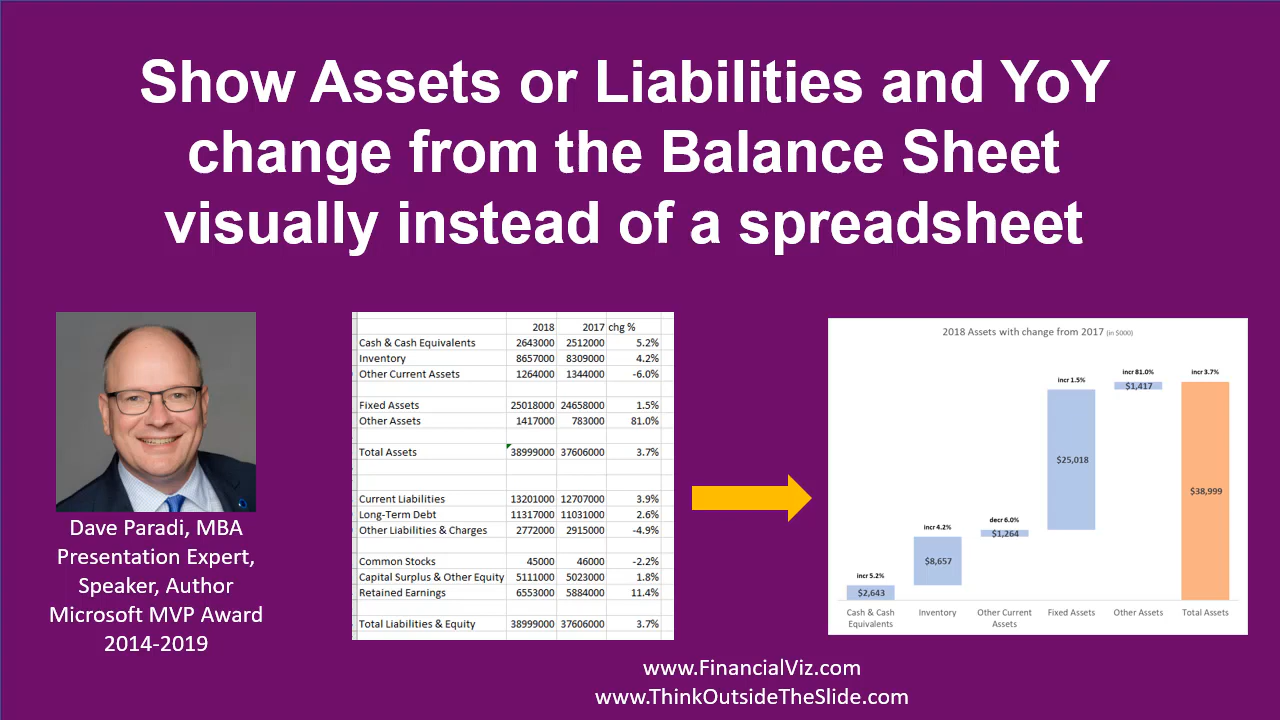 Show Assets or Liabilities and YoY
change from the Balance Sheet
visually instead of a spreadsheet
Dave Paradi, MBA
Presentation Expert,
Speaker, Author
Microsoft MVP Award
2014-2019
2018 2017 chg %
Cash & Cash Equivalents 2643000 2512000 5.2%
Inventory 8657000 8309000 4.2%
Other Current Assets 1264000 1344000 -6.0%
Fixed Assets 25018000 24658000 1.5%
Other Assets 1417000 783000 81.0%
Total Assets 38999000 37606000 3.7%
Current Liabilities 13201000 12707000 3.9%
Long-Term Debt 11317000 11031000 2.6%
Other Liabilities & Charges 2772000 2915000 -4.9%
Common Stocks 45000 46000 -2.2%
Capital Surplus & Other Equity 5111000 5023000 1.8%
Retained Earnings 6553000 5884000 11.4%
Total Liabilities & Equity 38999000 37606000 3.7%
2018 Assets with change from 2017 (in $000)
incr 81.0% incr 3.7%
incr 1.5% $1,417
$25,018
$38,999
decr 6.0%
incr 4.2% $1,264
$8,657
incr 5.2%
$2,643
Cash & Cash Inventory Other Current Fixed Assets Other Assets Total Assets
Equivalents Assets
www.FinancialViz.com
www.ThinkOutsideTheSlide.com